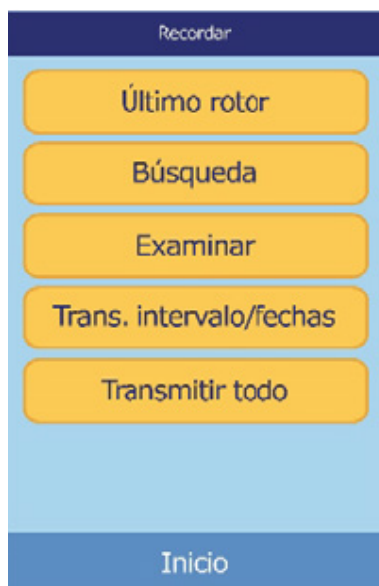 Recordar
Último rotor
Búsqueda
Examinar
Trans. intervalo/fechas
Transmitir todo
Inicio